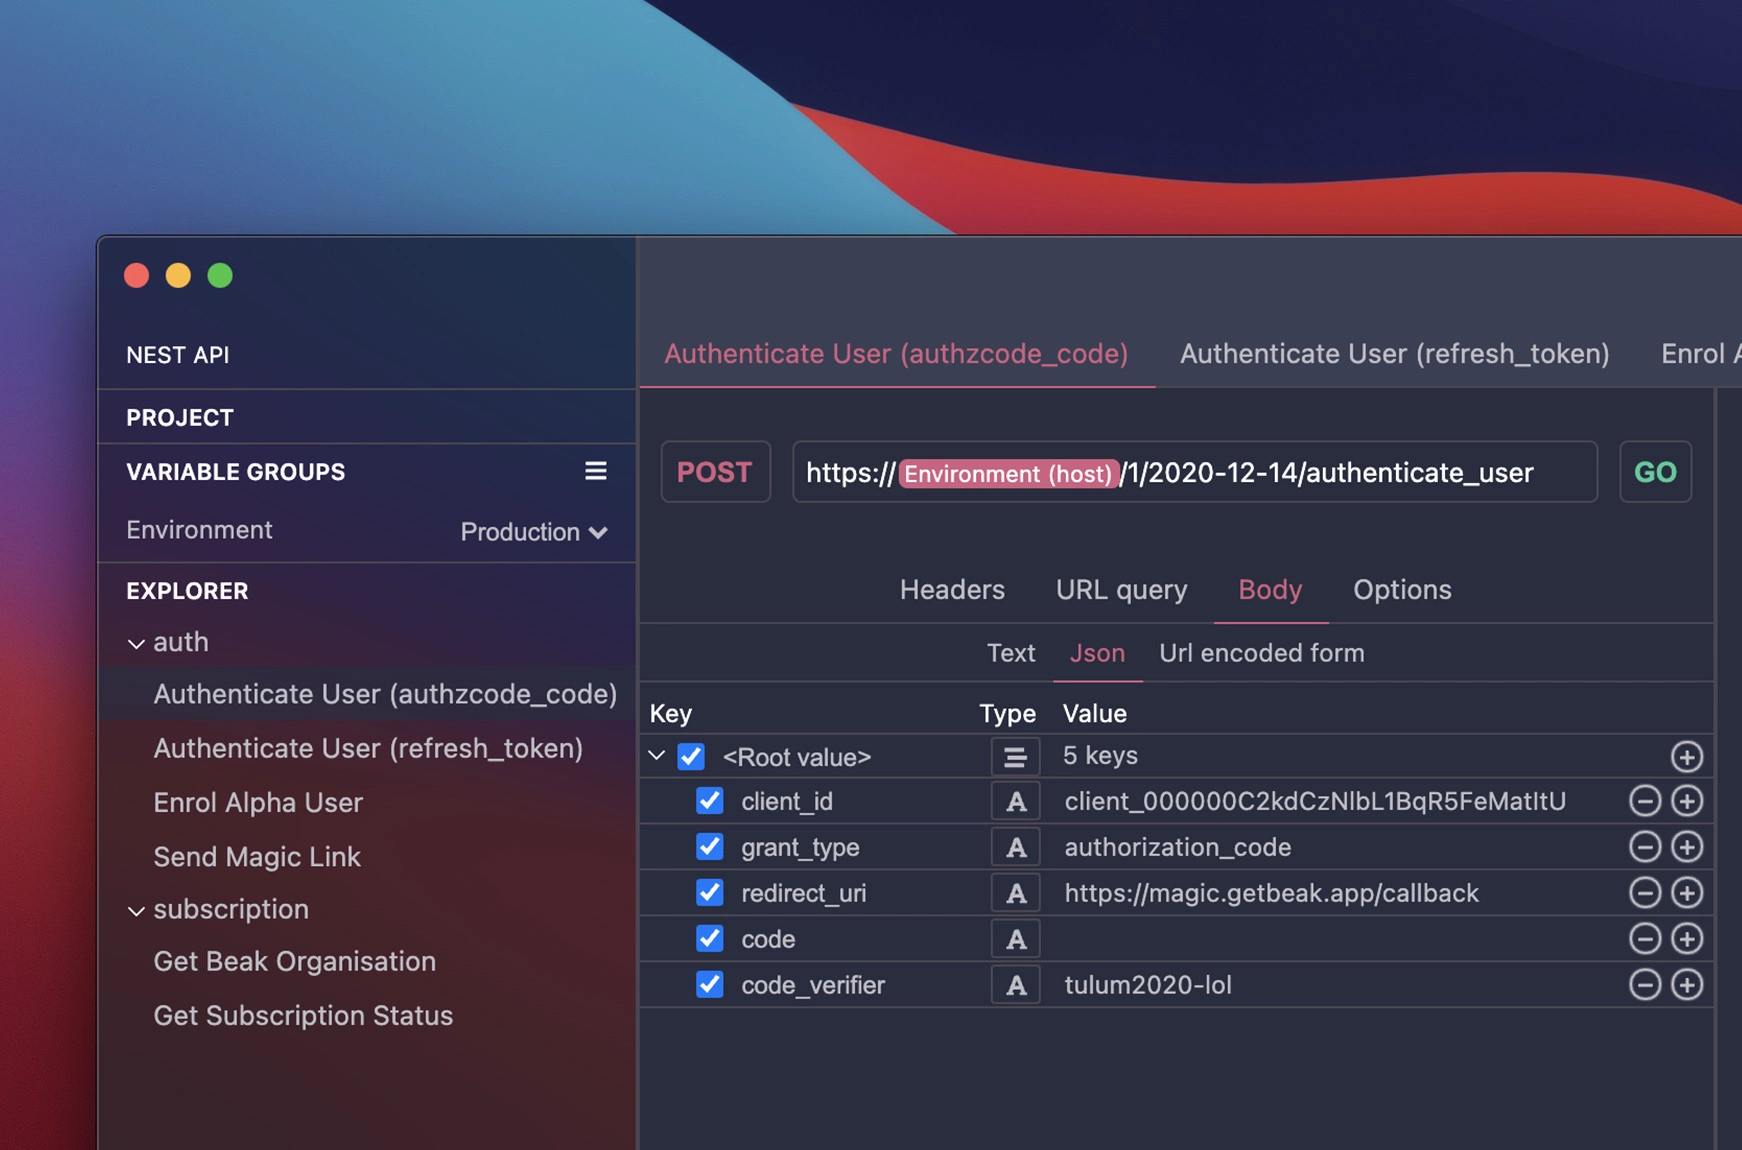 NEST API
PROJECT
VARIABLE GROUPS
Environment Production
EXPLORER
auth
Authenticate User (authzcode_code)
Authenticate User (refresh_token)
Enrol Alpha User
Send Magic Link
subscription
Get Beak Organisation
Get Subscription Status
Authenticate User (authzcode_code) Authenticate User (refresh_token) Enrol A
POST https://Environment (host)/1/2020-12-14/authenticate_user GO
Headers URL query Body Options
Text Json Url encoded form
Key Type Value
<Root value> 5 keys
client_id A client_000000C2kdCzNlbL1BqR5FeMatItU
grant_type A authorization_code
redirect_uri A https://magic.getbeak.app/callback
code A
code_verifier A tulum2020-lol